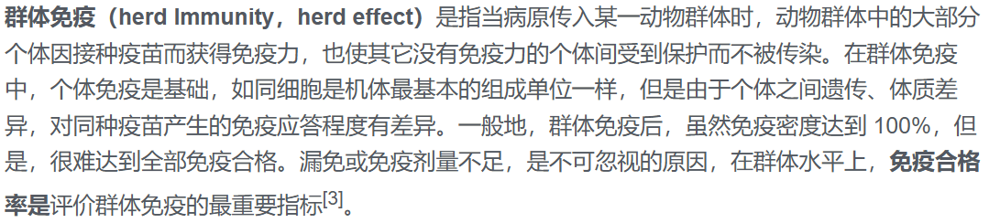 群体免疫（herd Immunity，herd effect）是指当病原传入某一动物群体时，动物群体中的大部分
个体因接种疫苗而获得免疫力，也使其它没有免疫力的个体间受到保护而不被传染。在群体免疫
中，个体免疫是基础，如同细胞是机体最基本的组成单位一样，但是由于个体之间遗传、体质差
异，对同种疫苗产生的免疫应答程度有差异。一般地，群体免疫后，虽然免疫密度达到 100%，但
是，很难达到全部免疫合格。漏免或免疫剂量不足，是不可忽视的原因，在群体水平上，免疫合格
率是评价群体免疫的最重要指标[3]。